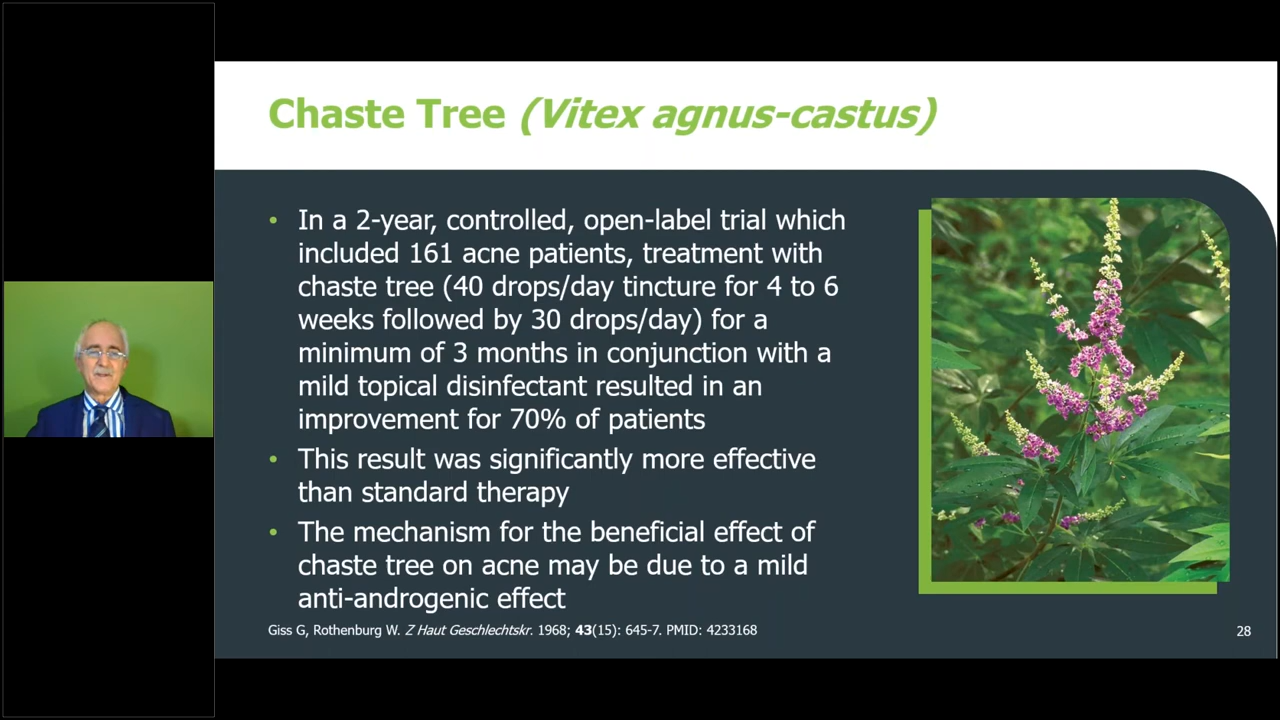 Chaste Tree (Vitex agnus-castus)
• In a 2-year, controlled, open-label trial which
included 161 acne patients, treatment with
chaste tree (40 drops/day tincture for 4 to 6
weeks followed by 30 drops/day) for a
minimum of 3 months in conjunction with a
mild topical disinfectant resulted in an
improvement for 70% of patients
• This result was significantly more effective
than standard therapy
• The mechanism for the beneficial effect of
chaste tree on acne may be due to a mild
anti-androgenic effect
Giss G, Rothenburg W. Z Haut Geschlechtskr. 1968; 43(15): 645-7. PMID: 4233168
28